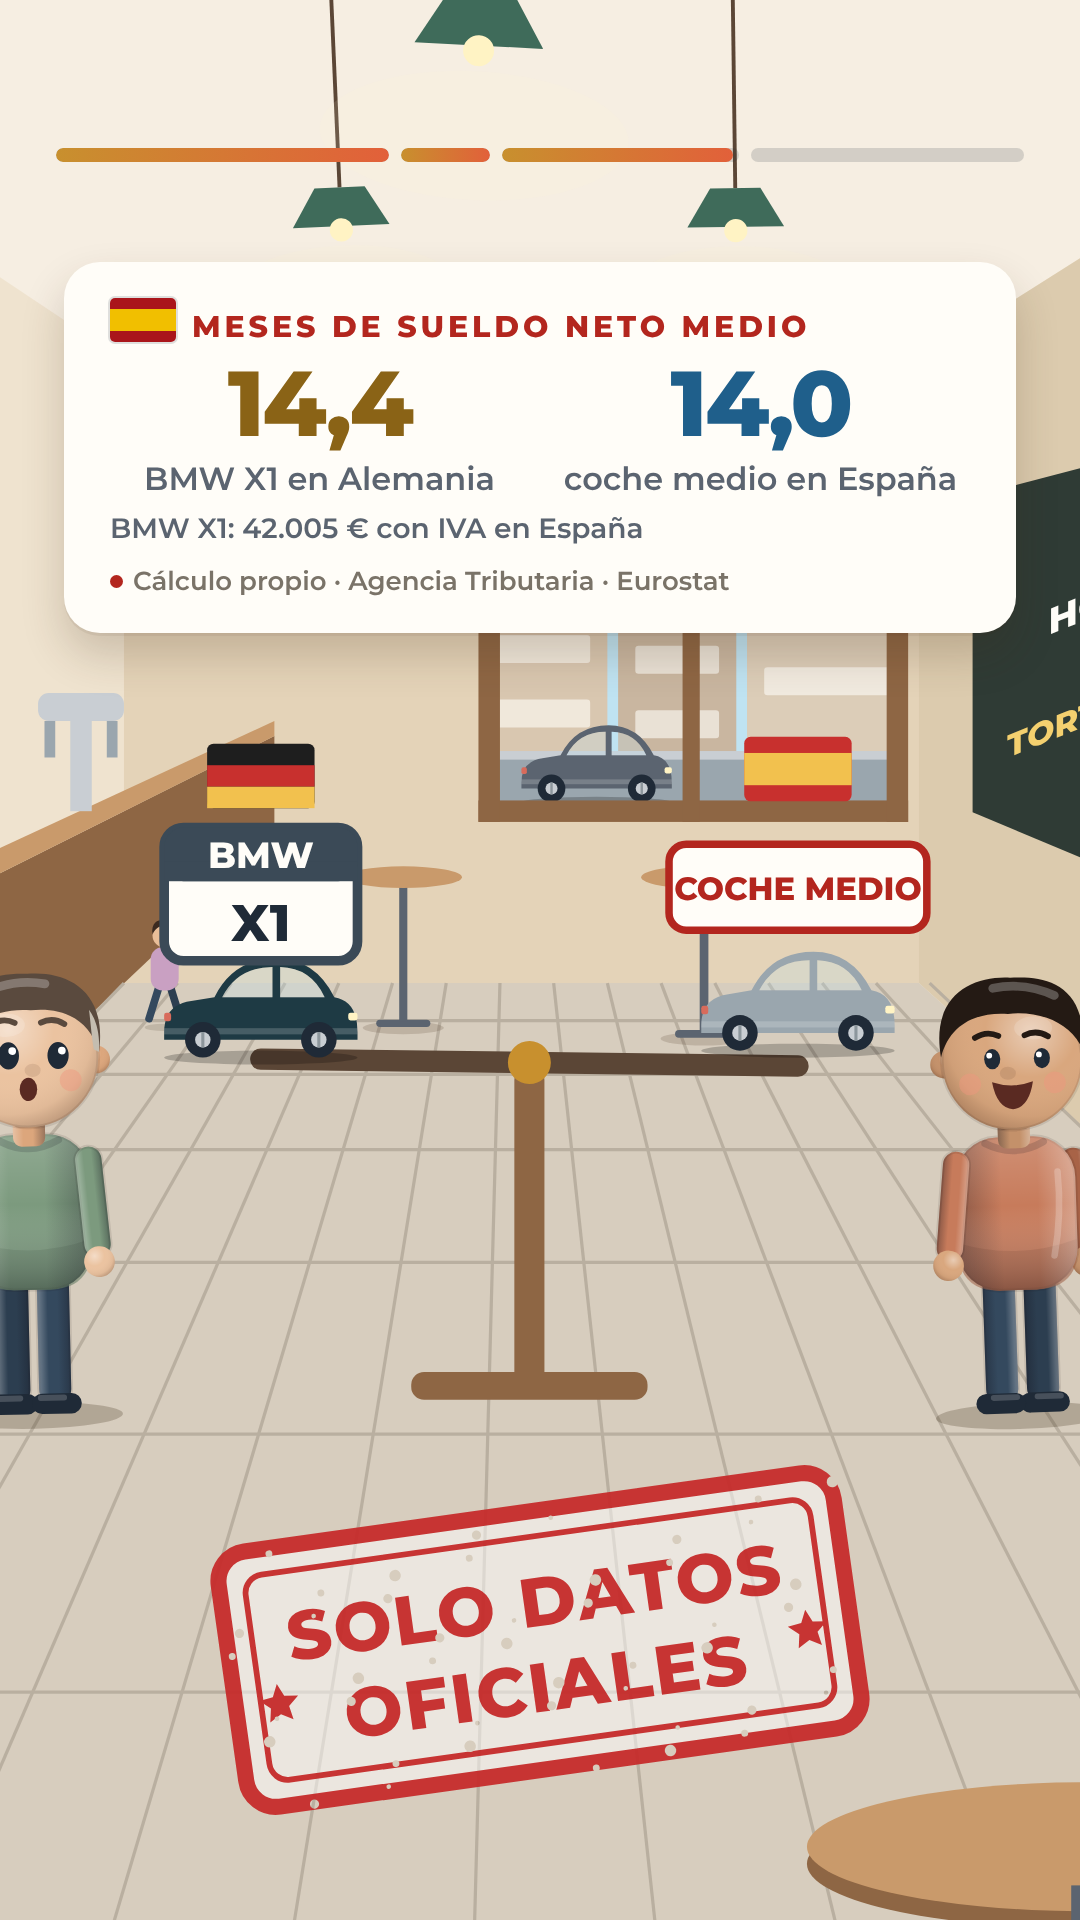 MESES DE SUELDO NETO MEDIO
14,4
14,0
BMW X1 en Alemania
coche medio en España
BMW X1: 42.005 € con IVA en España
Cálculo propio · Agencia Tributaria · Eurostat
BMW
X1
COCHE MEDIO
SOLO DATOS
OFICIALES